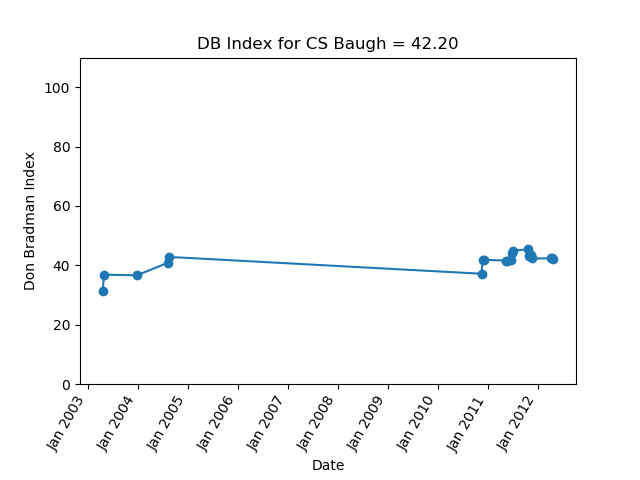 DB Index for CS Baugh = 42.20
100
80
60
40
20
0
Don Bradman Index
Jan 2003
Jan 2004
Jan 2005
Jan 2006
Jan 2007
Jan 2008
Jan 2009
Jan 2010
Jan 2011
Jan 2012
Date